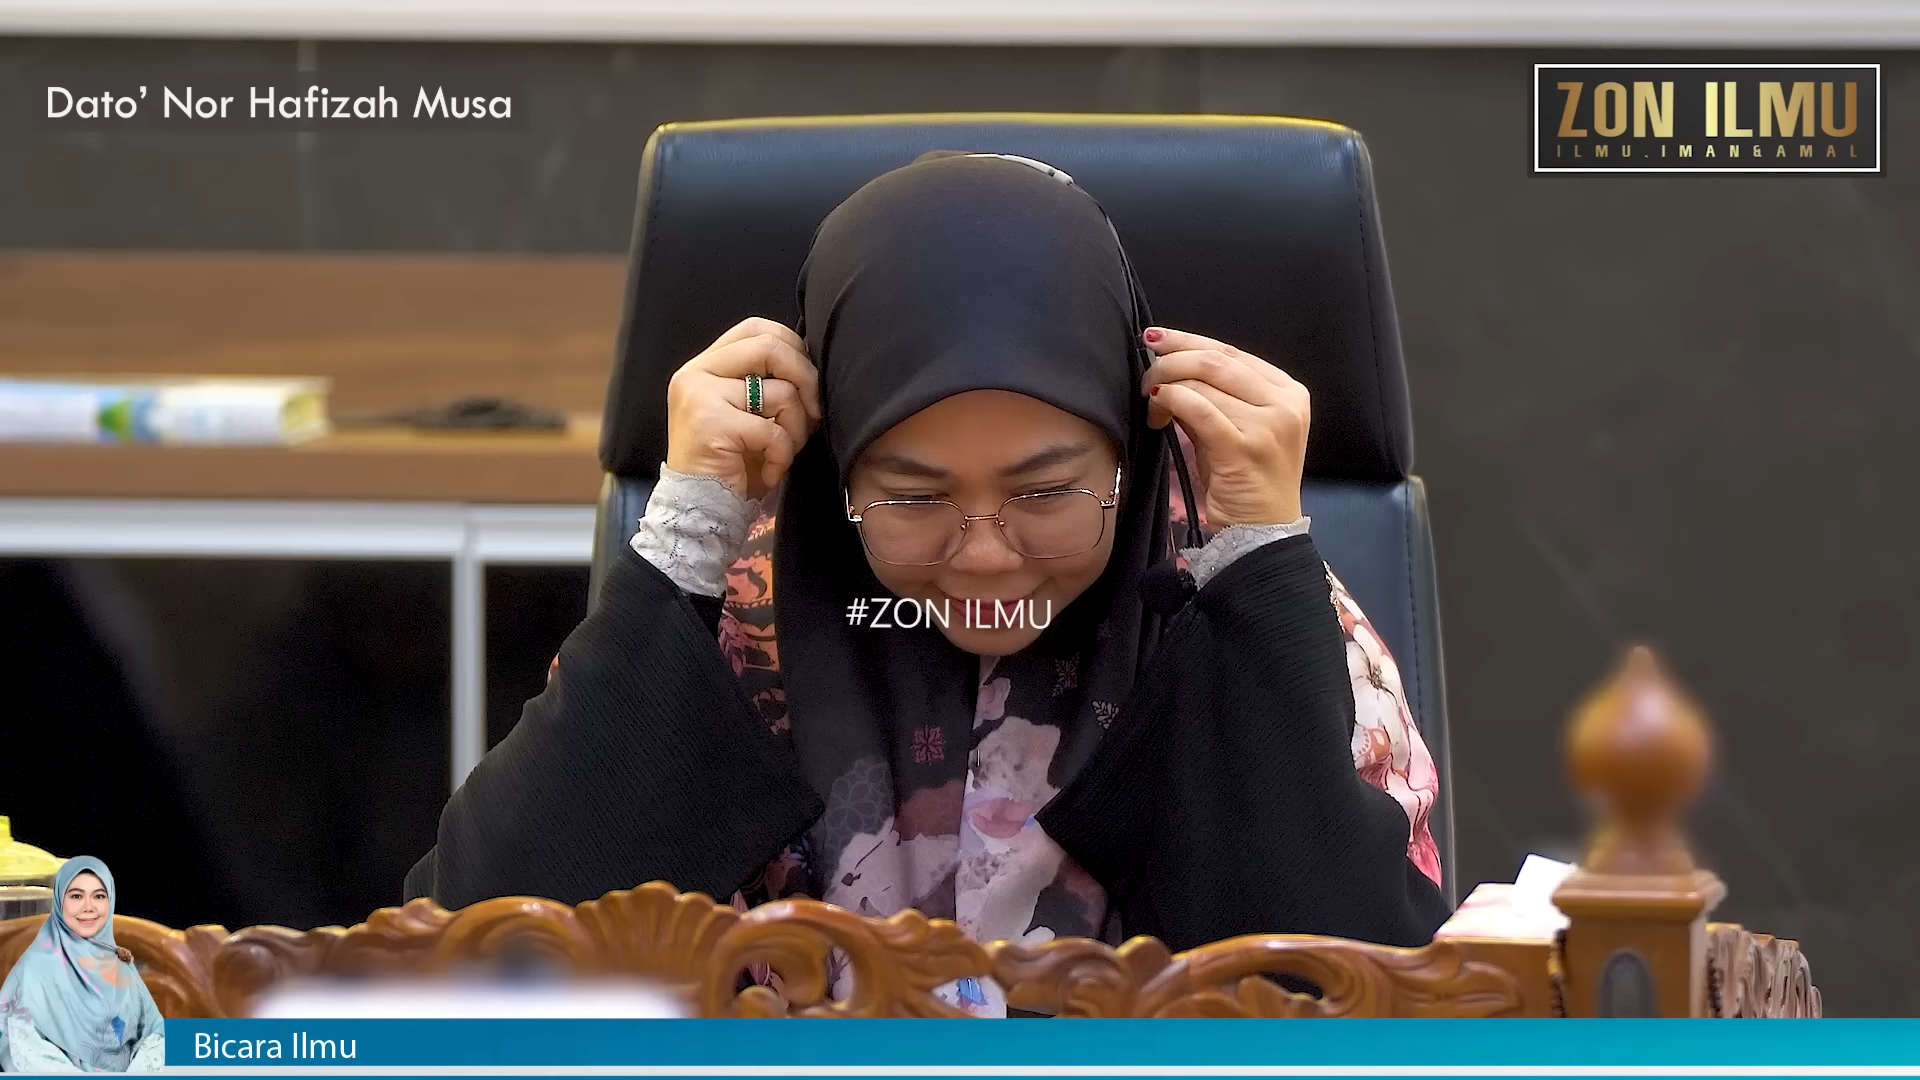 Dato' Nor Hafizah Musa
ZON ILMU
ILMU.IMAN&AMAL
#ZON ILMU
Bicara Ilmu